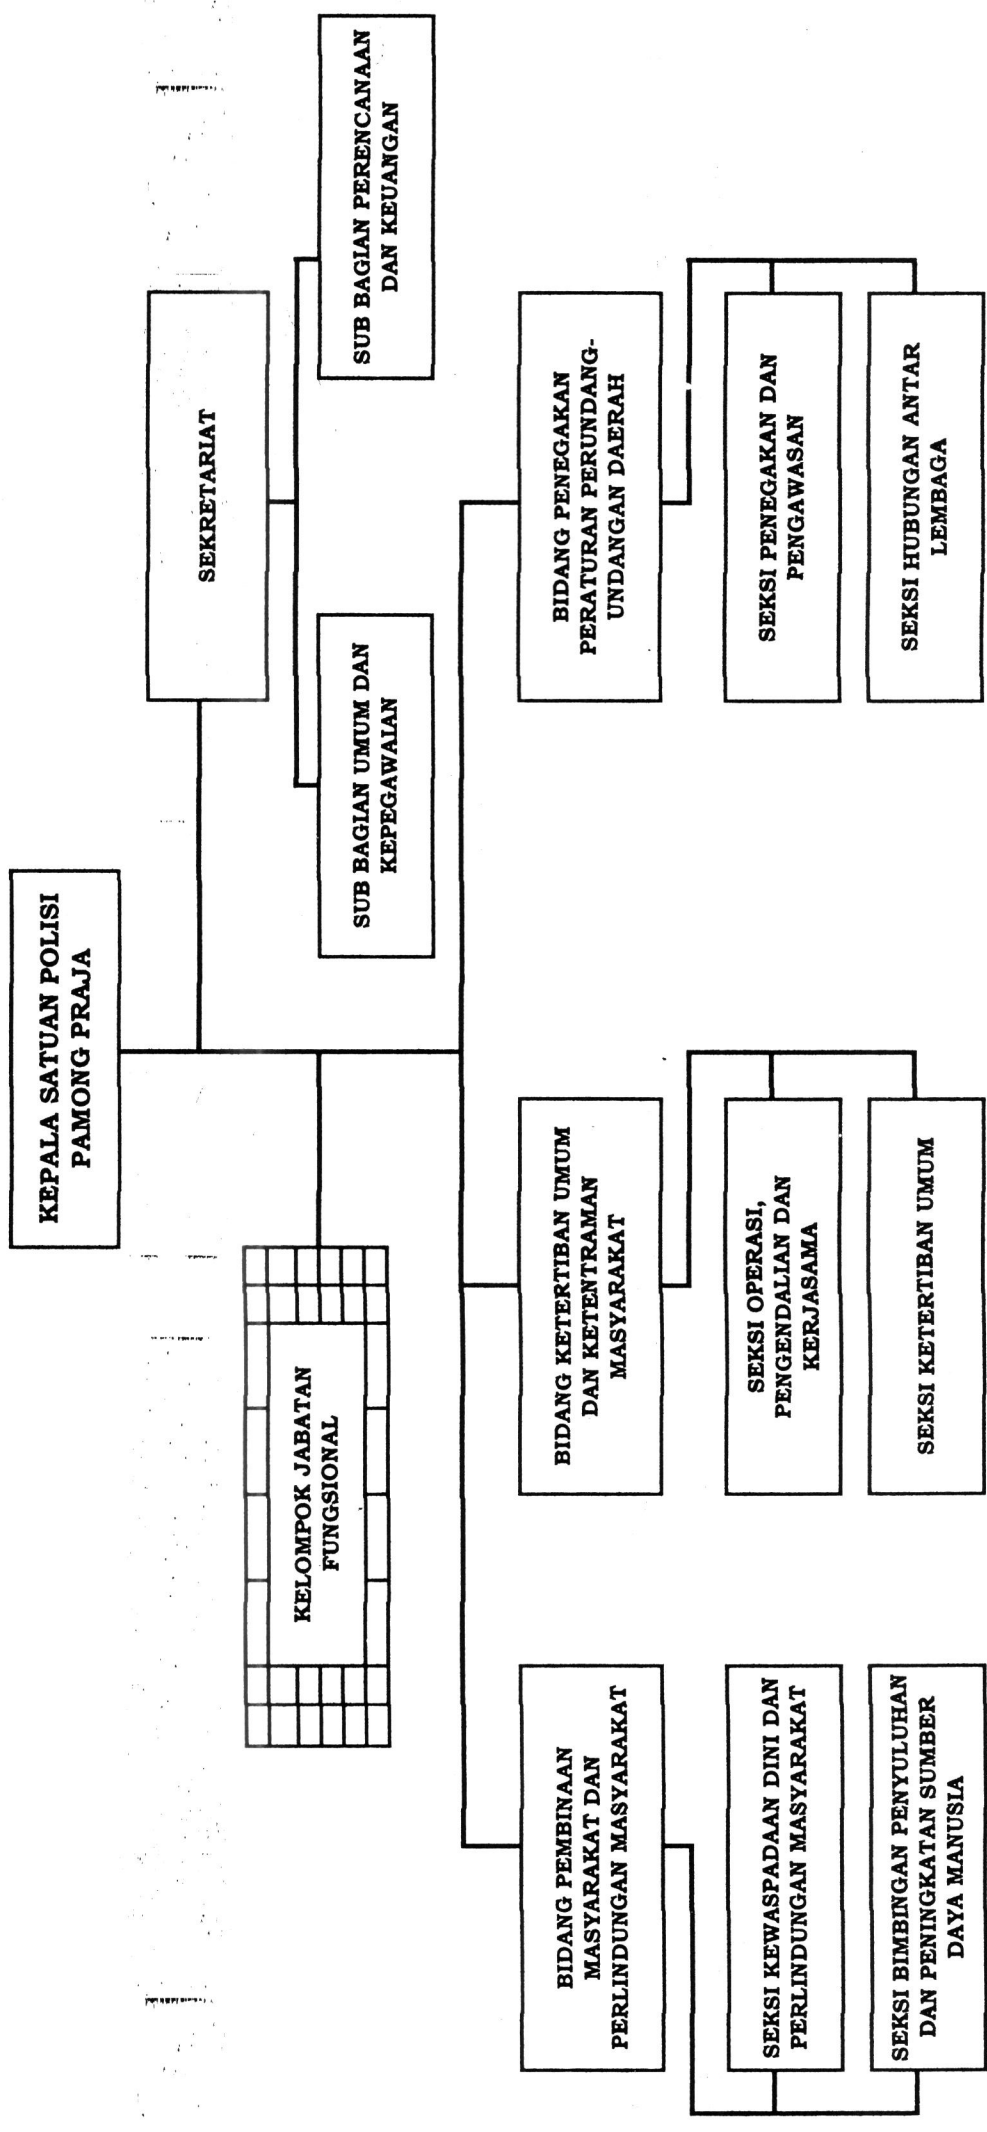 KEPALA SATUAN POLISI
PAMONG PRAJA
SEKRETARIAT
KELOMPOK JABATAN
FUNGSIONAL
SUB BAGIAN UMUM DAN
KEPEGAWAIAN
SUB BAGIAN PERENCANAAN
DAN KEUANGAN
BIDANG PEMBINAAN
MASYARAKAT DAN
PERLINDUNGAN MASYARAKAT
BIDANG KETERTIBAN UMUM
DAN KETENTRAMAN
MASYARAKAT
BIDANG PENEGAKAN
PERATURAN PERUNDANG-
UNDANGAN DAERAH
SEKSI KEWASPADAAN DINI DAN
PERLINDUNGAN MASYARAKAT
SEKSI OPERASI,
PENGENDALIAN DAN
KERJASAMA
SEKSI PENEGAKAN DAN
PENGAWASAN
SEKSI BIMBINGAN PENYULUHAN
DAN PENINGKATAN SUMBER
DAYA MANUSIA
SEKSI KETERTIBAN UMUM
SEKSI HUBUNGAN ANTAR
LEMBAGA